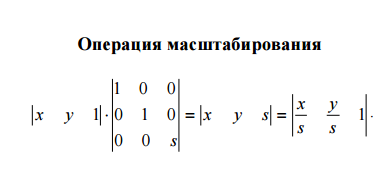 Операция масштабирования
|x y 1| · |1 0 0|
|0 1 0| = |x y s| = |x/s y/s 1| .
|0 0 s|